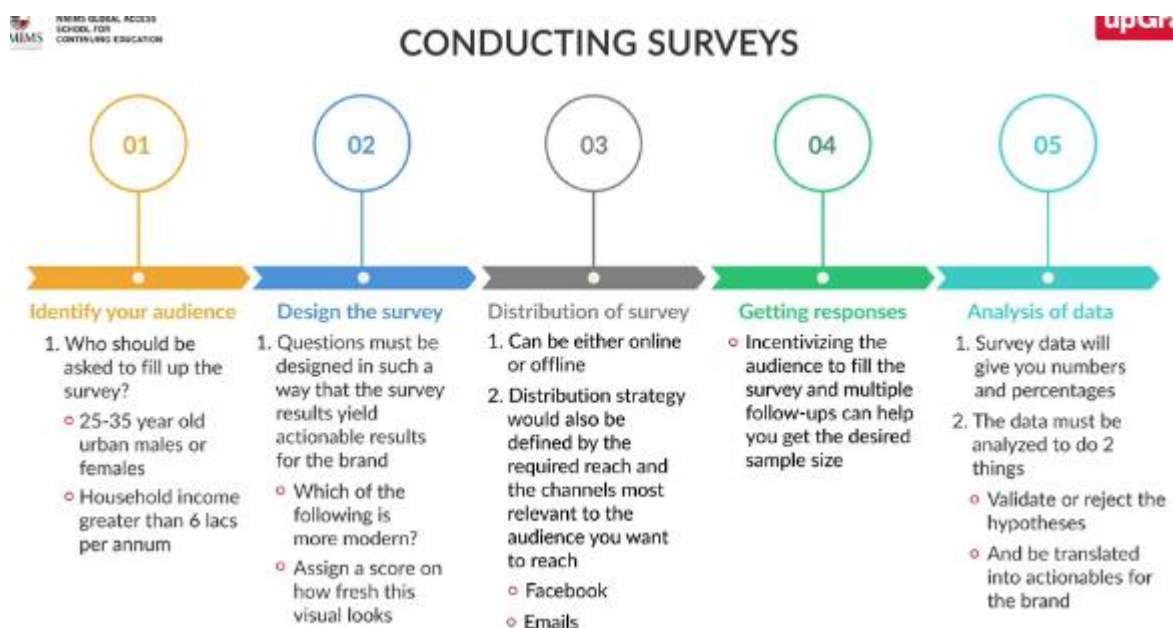 NMIMS GLOBAL ACCESS
SCHOOL FOR
CONTINUING EDUCATION
upGra
CONDUCTING SURVEYS
01
Identify your audience
1. Who should be
asked to fill up the
survey?
25-35 year old
urban males or
females
Household income
greater than 6 lacs
per annum
02
Design the survey
1. Questions must be
designed in such a
way that the survey
results yield
actionable results
for the brand
Which of the
following is
more modern?
Assign a score on
how fresh this
visual looks
03
Distribution of survey
1. Can be either online
or offline
2. Distribution strategy
would also be
defined by the
required reach and
the channels most
relevant to the
audience you want
to reach
Facebook
Emails
04
Getting responses
Incentivizing the
audience to fill the
survey and multiple
follow-ups can help
you get the desired
sample size
05
Analysis of data
1. Survey data will
give you numbers
and percentages
2. The data must be
analyzed to do 2
things
Validate or reject the
hypotheses
And be translated
into actionables for
the brand